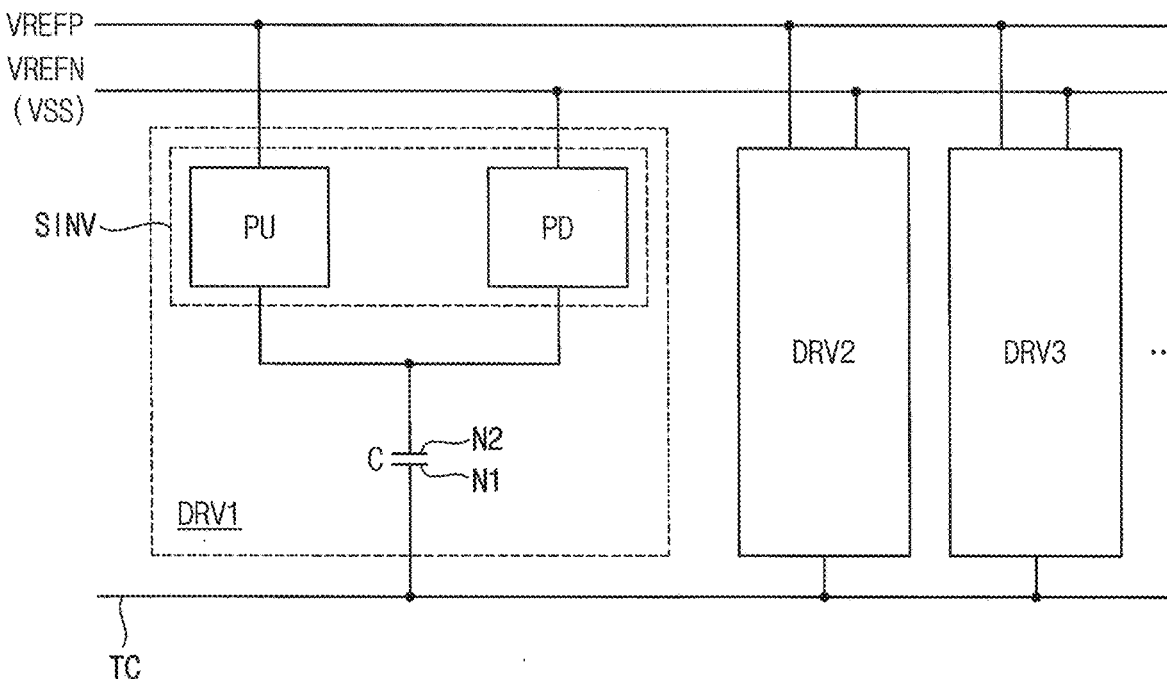 VREFP
VREFN
(VSS)
SINV
PU
PD
DRV2
DRV3
..
C
N2
N1
DRV1
TC